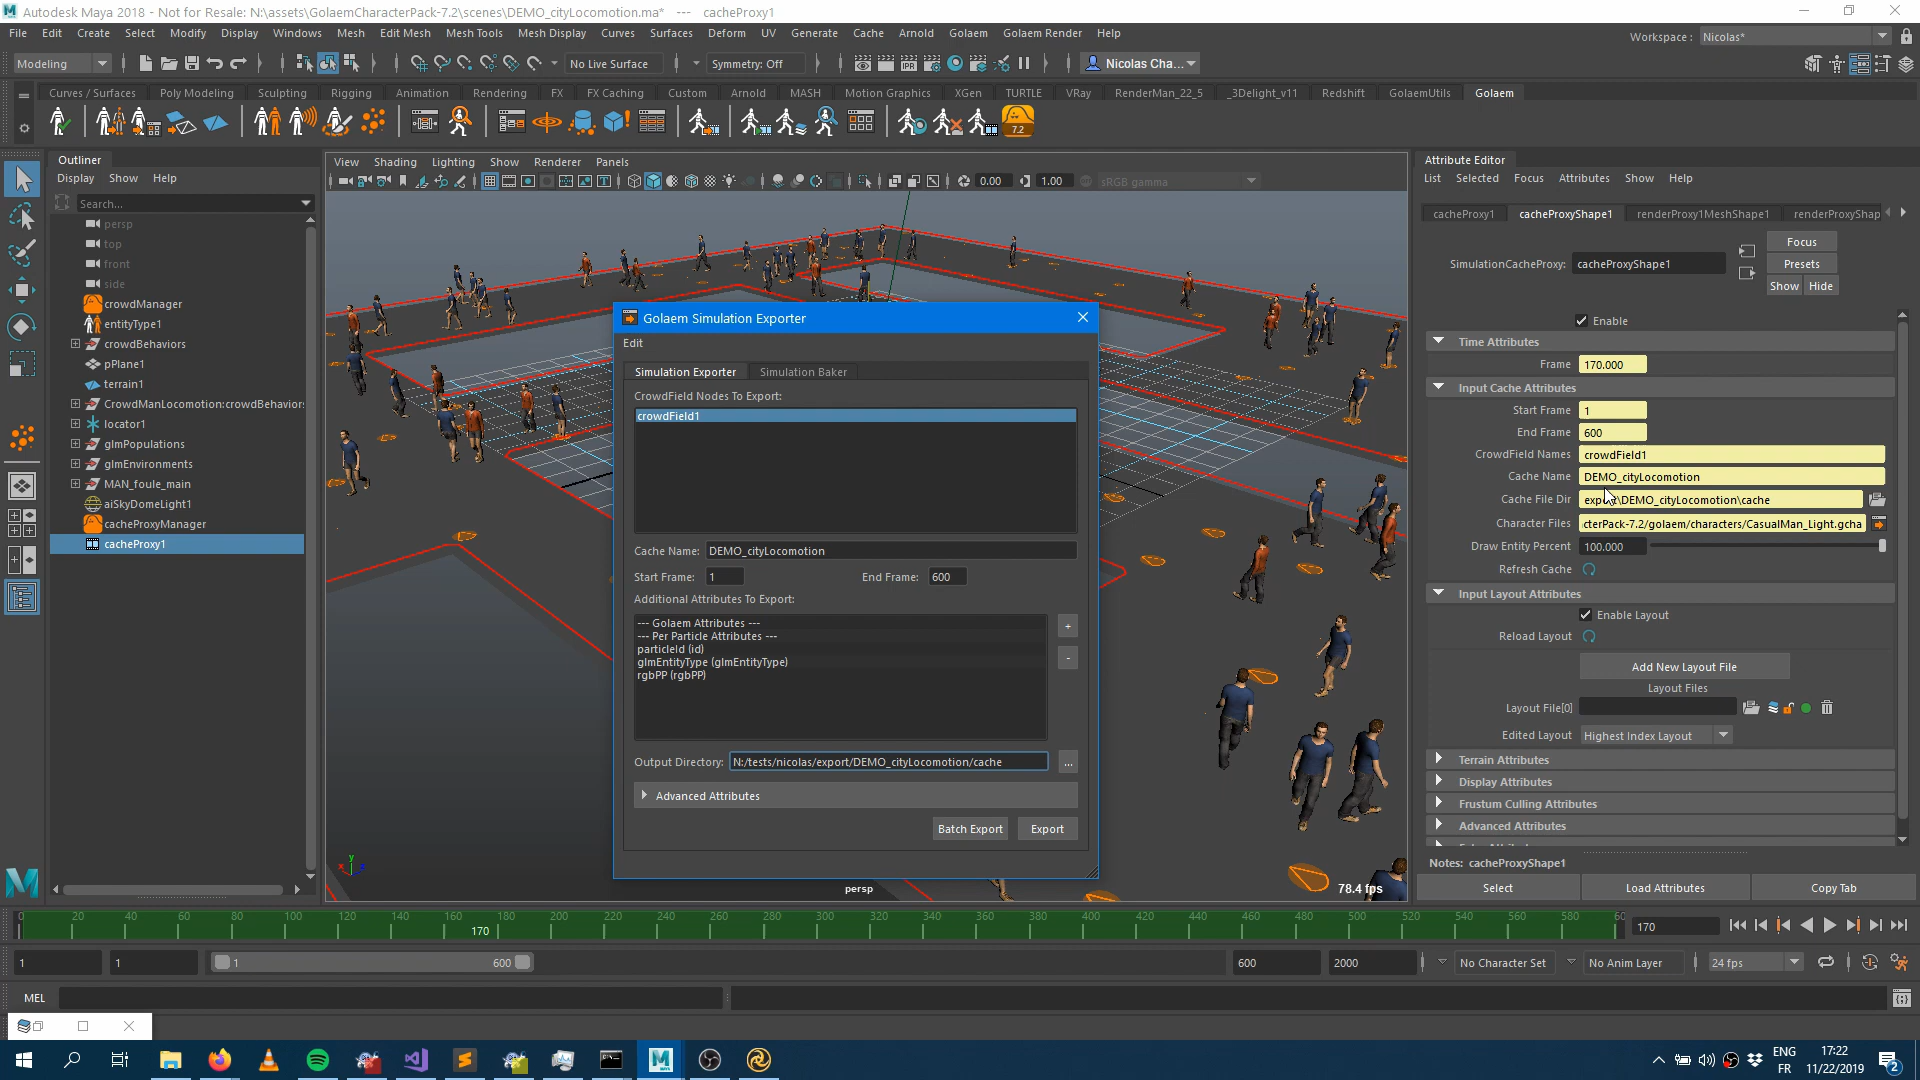 Autodesk Maya 2018 - Not for Resale: N:\assets\GolaemCharacterPack-7.2\scenes\DEMO_cityLocomotion.ma* --- cacheProxy1
File Edit Create Select Modify Display Windows Mesh Edit Mesh Mesh Tools Mesh Display Curves Surfaces Deform UV Generate Cache Arnold Golaem Golaem Render Help
Workspace : Nicolas*
Modeling No Live Surface Symmetry: Off Nicolas Cha...
Curves / Surfaces Poly Modeling Sculpting Rigging Animation Rendering FX FX Caching Custom Arnold MASH Motion Graphics XGen TURTLE VRay RenderMan_22_5 _3Delight_v11 Redshift GolaemUtils Golaem
IPR
7.2
Outliner
Display Show Help
Search...
persp
top
front
side
crowdManager
entityType1
crowdBehaviors
pPlane1
terrain1
CrowdManLocomotion:crowdBehavior
locator1
glmPopulations
glmEnvironments
MAN_foule_main
aiSkyDomeLight1
cacheProxyManager
cacheProxy1
View Shading Lighting Show Renderer Panels
0.00 1.00 sRGB gamma
Golaem Simulation Exporter
Edit
Simulation Exporter Simulation Baker
CrowdField Nodes To Export:
crowdField1
Cache Name: DEMO_cityLocomotion
Start Frame: 1 End Frame: 600
Additional Attributes To Export:
--- Golaem Attributes ---
--- Per Particle Attributes ---
particleId (id)
glmEntityType (glmEntityType)
rgbPP (rgbPP)
+
-
Output Directory: N:/tests/nicolas/export/DEMO_cityLocomotion/cache ...
Advanced Attributes
Batch Export Export
y
persp
78.4 fps
Attribute Editor
List Selected Focus Attributes Show Help
cacheProxy1 cacheProxyShape1 renderProxy1MeshShape1 renderProxyShap
SimulationCacheProxy: cacheProxyShape1
Focus
Presets
Show Hide
Enable
Time Attributes
Frame 170.000
Input Cache Attributes
Start Frame 1
End Frame 600
CrowdField Names crowdField1
Cache Name DEMO_cityLocomotion
Cache File Dir \DEMO_cityLocomotion\cache
Character Files cterPack-7.2/golaem/characters/CasualMan_Light.gcha
Draw Entity Percent 100.000
Refresh Cache
Input Layout Attributes
Enable Layout
Reload Layout
Add New Layout File
Layout Files
Layout File[0]
Edited Layout Highest Index Layout
Terrain Attributes
Display Attributes
Frustum Culling Attributes
Advanced Attributes
Notes: cacheProxyShape1
Select Load Attributes Copy Tab
0 20 40 60 80 100 120 140 160 180 200 220 240 260 280 300 320 340 360 380 400 420 440 460 480 500 520 540 560 580 60
170
170
1 1 1 600 600 2000 No Character Set No Anim Layer 24 fps
MEL
ENG
FR
17:22
11/22/2019
2